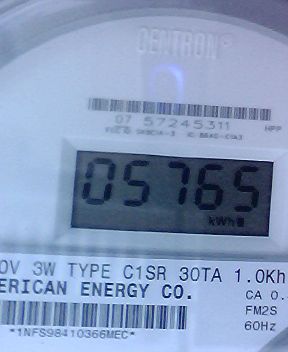 CENTRON®
07 57245311 HPP
05765
kWh
0V 3W TYPE C1SR 30TA 1.0Kh
ERICAN ENERGY CO.
CA 0.
FM2S
*1NFS98410366MEC* 60Hz